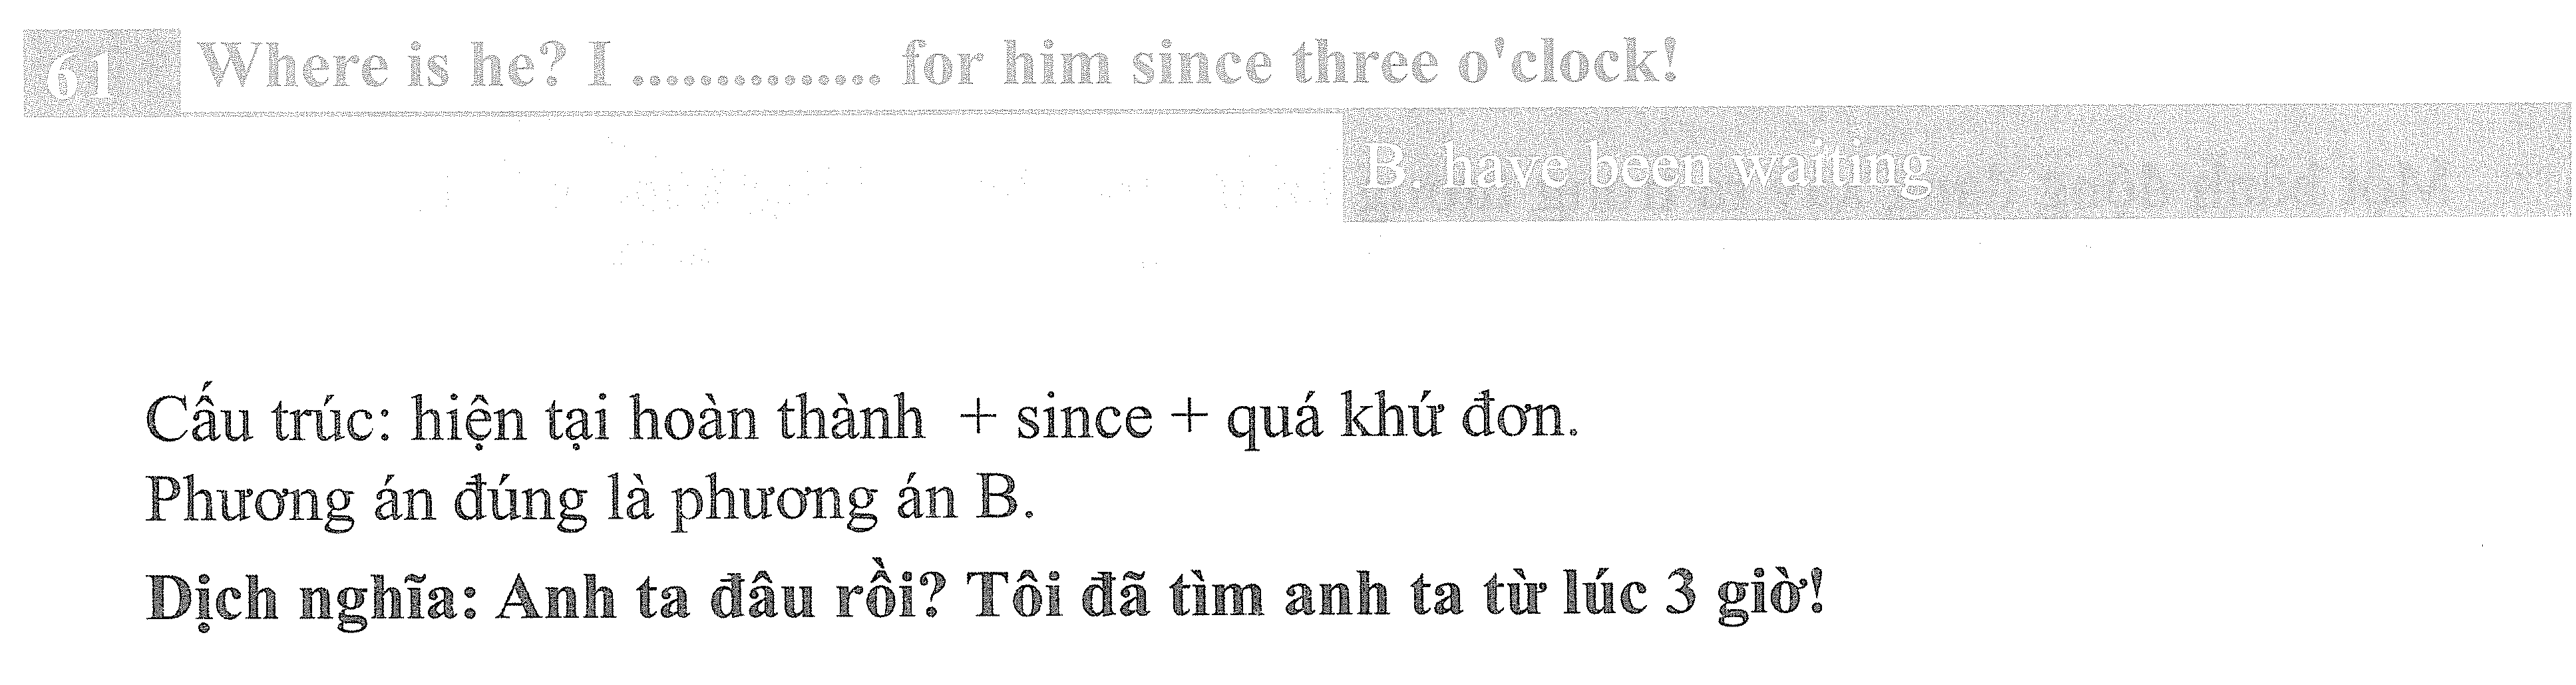 61 Where is he? I ............... for him since three o'clock!
B. have been waiting
Cấu trúc: hiện tại hoàn thành + since + quá khứ đơn.
Phương án đúng là phương án B.
Dịch nghĩa: Anh ta đâu rồi? Tôi đã tìm anh ta từ lúc 3 giờ!